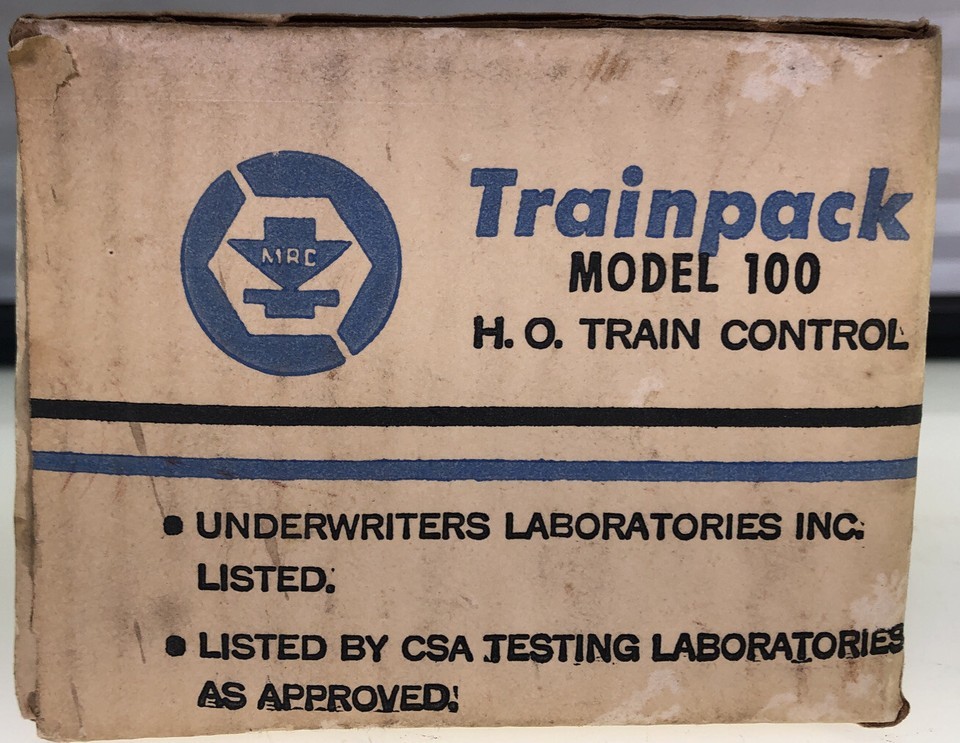 MRC
Trainpack
MODEL 100
H. O. TRAIN CONTROL
● UNDERWRITERS LABORATORIES INC.
LISTED.
● LISTED BY CSA TESTING LABORATORIES
AS APPROVED.